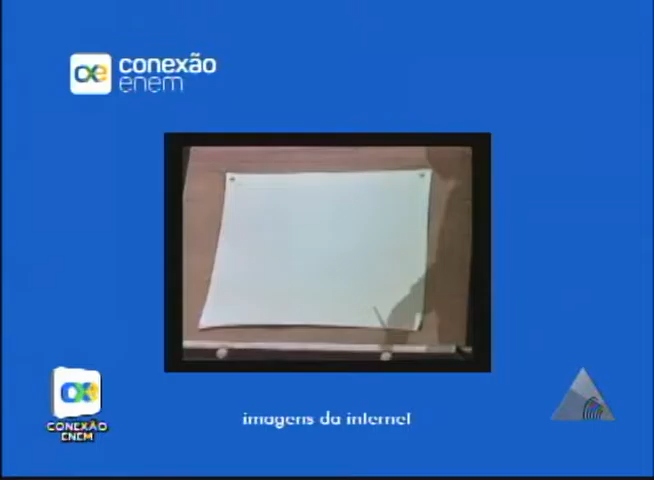 conexão
enem
CONEXÃO
ENEM
imagens da internet